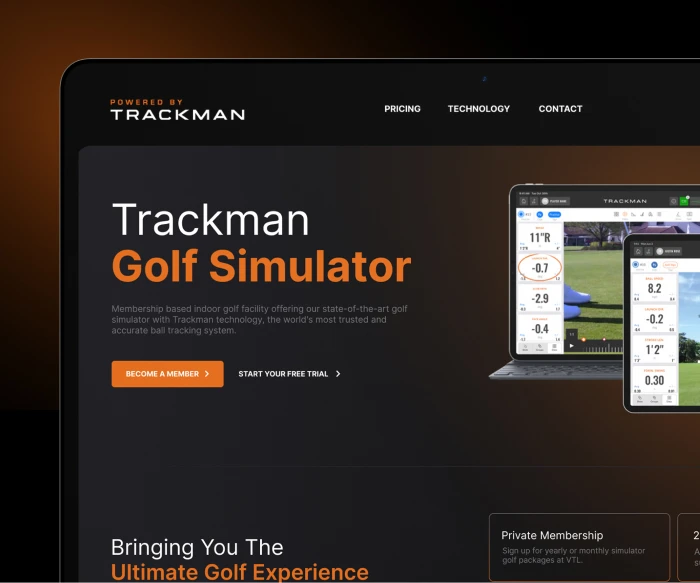 POWERED BY
TRACKMAN
PRICING
TECHNOLOGY
CONTACT
Trackman
Golf Simulator
Membership based indoor golf facility offering our state-of-the-art golf
simulator with Trackman technology, the world's most trusted and
accurate ball tracking system.
BECOME A MEMBER
START YOUR FREE TRIAL
TRACKMAN
11"R
-0.7
-2.9
-0.4
8.2
-0.2
1'2"
0.30
Bringing You The
Ultimate Golf Experience
Private Membership
Sign up for yearly or monthly simulator
golf packages at VTL.
2